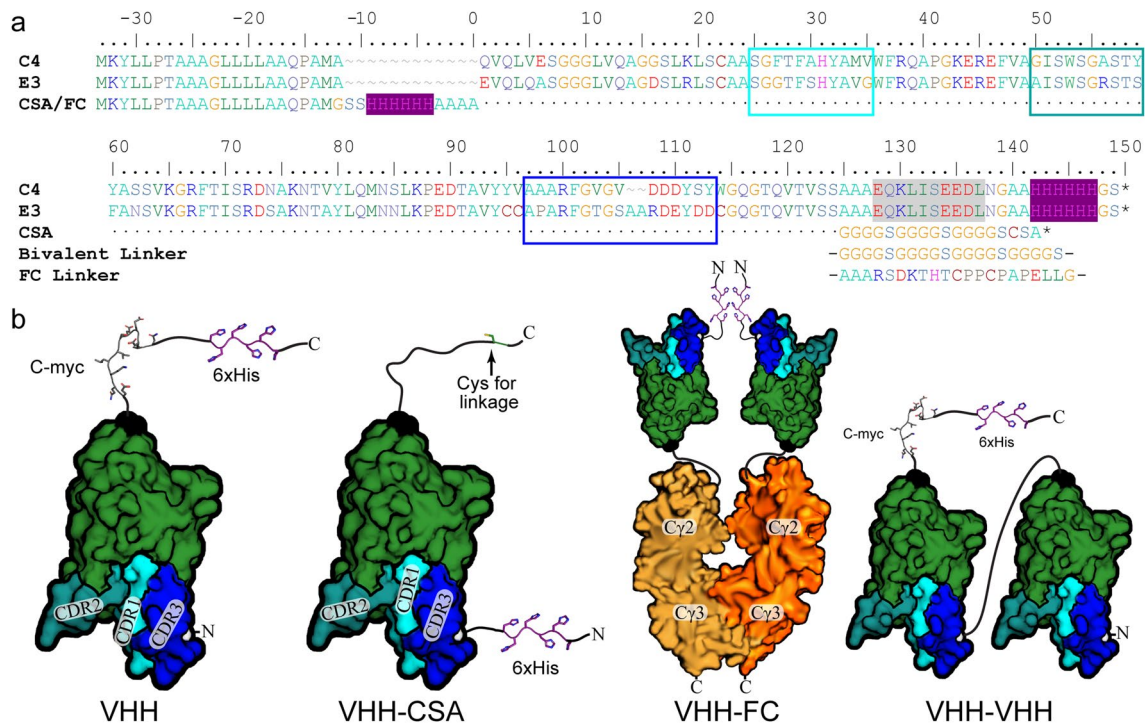 a
-30 -20 -10 0 10 20 30 40 50
C4 MKYLLPTAAAGLLLLAAQPAMA~~~~~~~~~~~~QVQLVESGGGLVQAGGSLKLSCAASGFTFAHYAMVWFRQAPGKEREFVAGISWSGASTY
E3 MKYLLPTAAAGLLLLAAQPAMA~~~~~~~~~~~~EVQLQASGGGLVQAGDSLRLSCAASGGTFSHYAVGWFRQAPGKEREFVAAISWSGRSTS
CSA/FC MKYLLPTAAAGLLLLAAQPAMGSSHHHHHHAAAA
60 70 80 90 100 110 120 130 140 150
C4 YASSVKGRFTISRDNAKNTVYLQMNSLKPEDTAVYYVAAARFGVGV~~DDDYSYWGQGTQVTVSSAAAEQKLISEEDLNGAAHHHHHHGS*
E3 FANSVKGRFTISRDSAKNTAYLQMNNLKPEDTAVYCCAPARFGTGSAARDEYDDCGQGTQVTVSSAAAEQKLISEEDLNGAAHHHHHHGS*
CSA GGGGSGGGGSGGGGSCSA*
Bivalent Linker -GGGGSGGGGSGGGGSGGGGS-
FC Linker -AAARSDKTHTCPPCPAPELLG-
b
C-myc
6xHis
C
CDR2
CDR1
CDR3
N
VHH
C
Cys for
linkage
CDR2
CDR1
CDR3
N
6xHis
VHH-CSA
N N
Cγ2 Cγ2
Cγ3 Cγ3
C C
VHH-FC
C-myc
6xHis
C
N
VHH-VHH